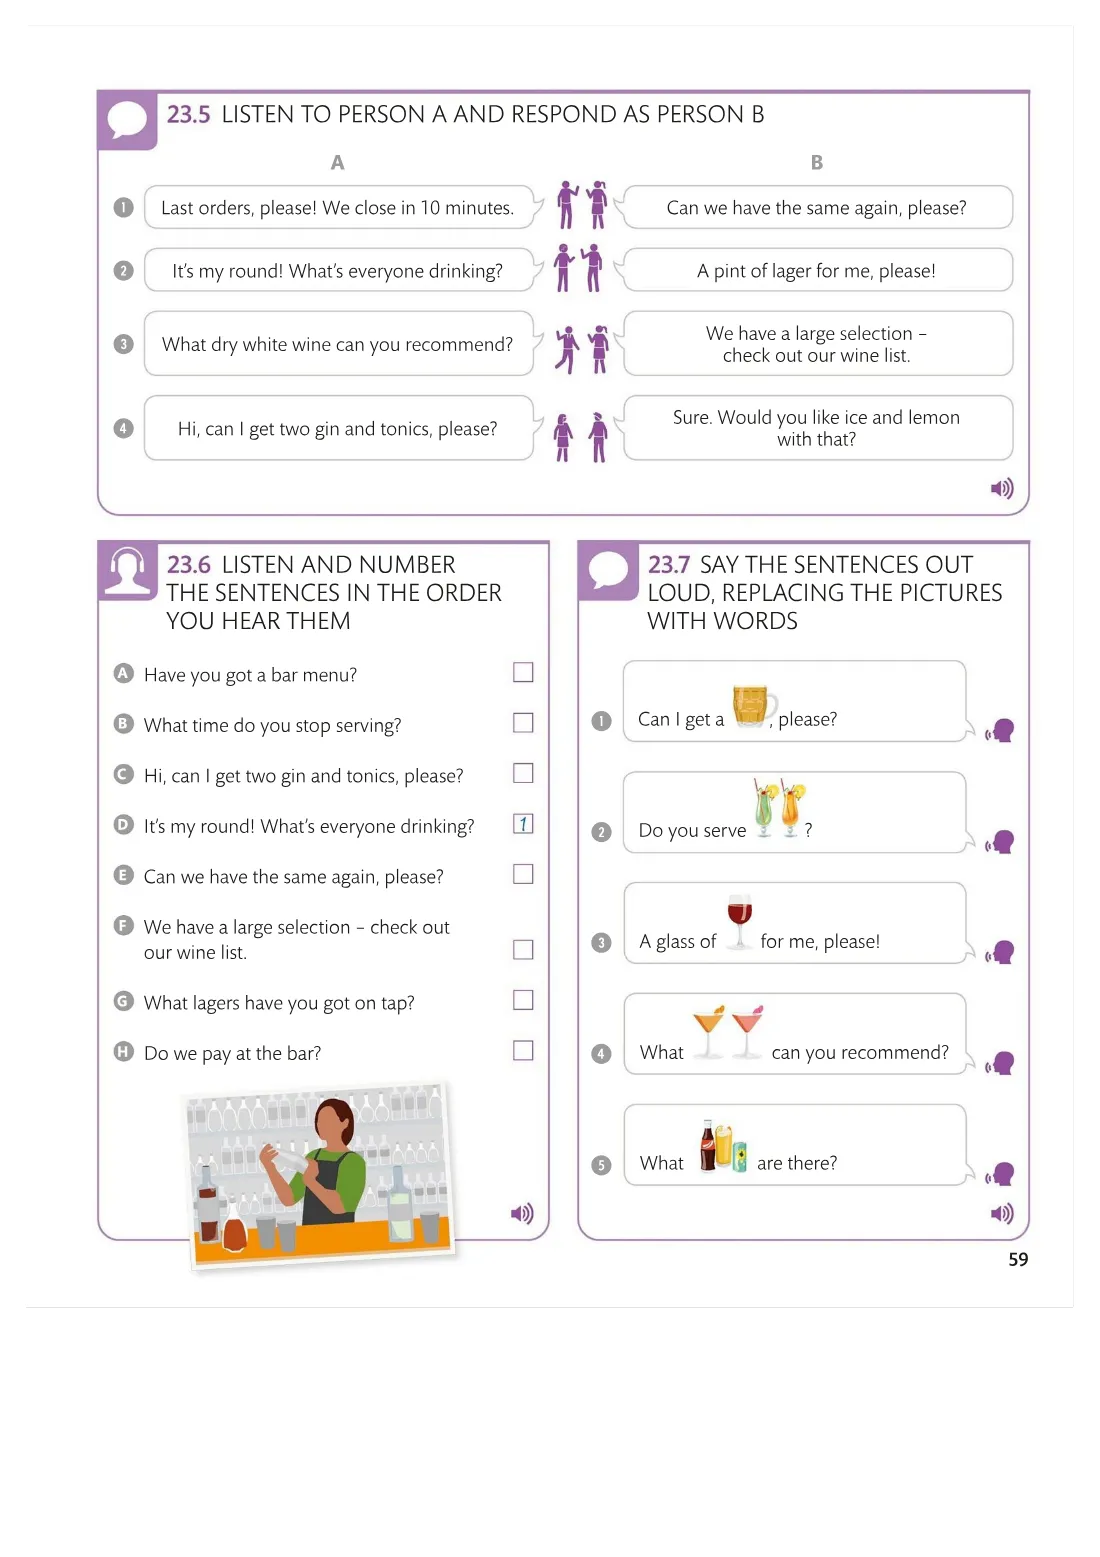 23.5 LISTEN TO PERSON A AND RESPOND AS PERSON B
A
B
1
Last orders, please! We close in 10 minutes.
Can we have the same again, please?
2
It's my round! What's everyone drinking?
A pint of lager for me, please!
3
What dry white wine can you recommend?
We have a large selection –
check out our wine list.
4
Hi, can I get two gin and tonics, please?
Sure. Would you like ice and lemon
with that?
23.6 LISTEN AND NUMBER
THE SENTENCES IN THE ORDER
YOU HEAR THEM
A Have you got a bar menu?
B What time do you stop serving?
C Hi, can I get two gin and tonics, please?
D It's my round! What's everyone drinking? 1
E Can we have the same again, please?
F We have a large selection – check out
our wine list.
G What lagers have you got on tap?
H Do we pay at the bar?
23.7 SAY THE SENTENCES OUT
LOUD, REPLACING THE PICTURES
WITH WORDS
1 Can I get a , please?
2 Do you serve ?
3 A glass of for me, please!
4 What can you recommend?
5 What are there?
59